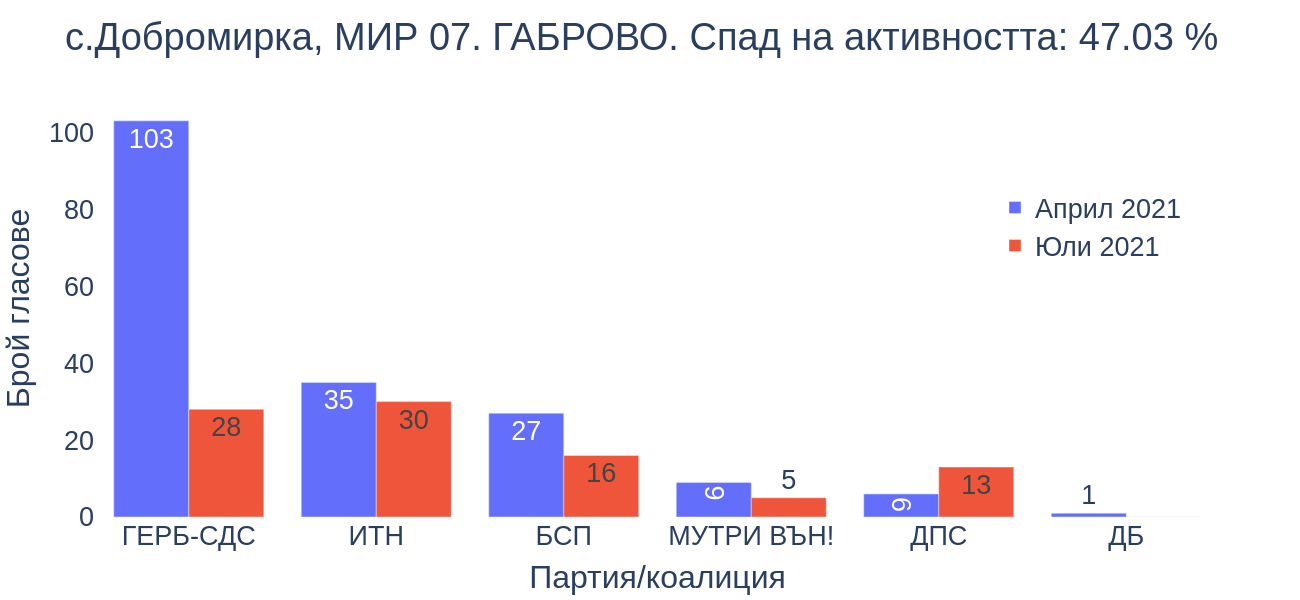 с.Добромирка, МИР 07. ГАБРОВО. Спад на активността: 47.03 %
Брой гласове
100
80
60
40
20
0
103
28
35
30
27
16
9
5
6
13
1
Април 2021
Юли 2021
ГЕРБ-СДС
ИТН
БСП
МУТРИ ВЪН!
ДПС
ДБ
Партия/коалиция